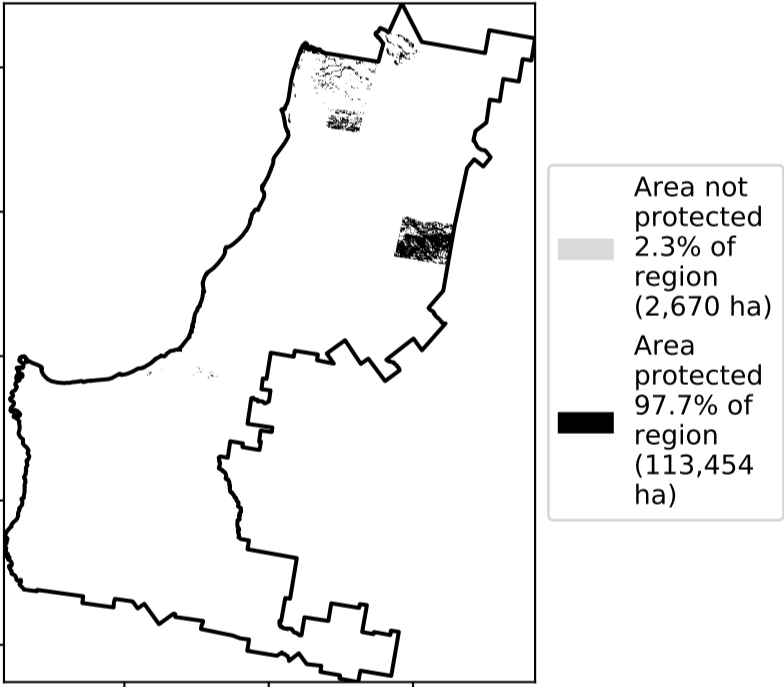 Area not
protected
2.3% of
region
(2,670 ha)
Area
protected
97.7% of
region
(113,454
ha)